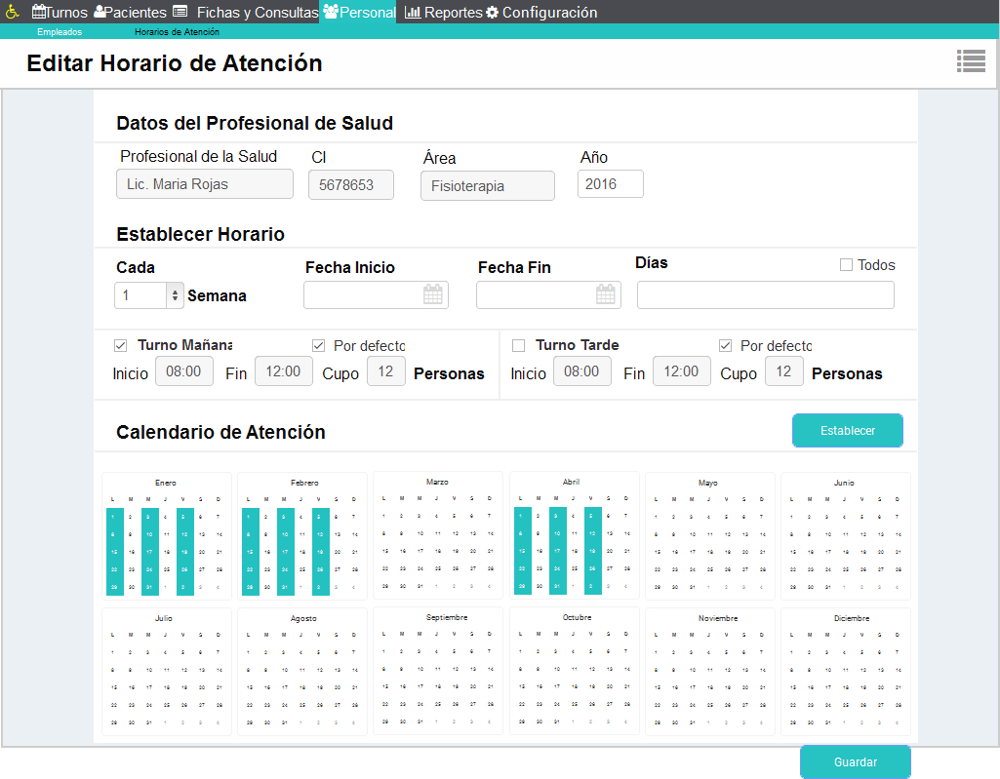 Turnos Pacientes Fichas y Consultas Personal Reportes Configuración
Empleados Horarios de Atención
Editar Horario de Atención
Datos del Profesional de Salud
Profesional de la Salud CI Área Año
Lic. Maria Rojas 5678653 Fisioterapia 2016
Establecer Horario
Cada Fecha Inicio Fecha Fin Días Todos
1 Semana
Turno Mañana Por defecto Turno Tarde Por defecto
Inicio 08:00 Fin 12:00 Cupo 12 Personas Inicio 08:00 Fin 12:00 Cupo 12 Personas
Calendario de Atención Establecer
Enero
L M M J V S D
1 2 3 4 5 6 7
8 9 10 11 12 13 14
15 16 17 18 19 20 21
22 23 24 25 26 27 28
29 30 31 1 2 3 4
Febrero
L M M J V S D
1 2 3 4 5 6 7
8 9 10 11 12 13 14
15 16 17 18 19 20 21
22 23 24 25 26 27 28
29 30 31 1 2 3 4
Marzo
L M M J V S D
1 2 3 4 5 6 7
8 9 10 11 12 13 14
15 16 17 18 19 20 21
22 23 24 25 26 27 28
29 30 31 1 2 3 4
Abril
L M M J V S D
1 2 3 4 5 6 7
8 9 10 11 12 13 14
15 16 17 18 19 20 21
22 23 24 25 26 27 28
29 30 31 1 2 3 4
Mayo
L M M J V S D
1 2 3 4 5 6 7
8 9 10 11 12 13 14
15 16 17 18 19 20 21
22 23 24 25 26 27 28
29 30 31 1 2 3 4
Junio
L M M J V S D
1 2 3 4 5 6 7
8 9 10 11 12 13 14
15 16 17 18 19 20 21
22 23 24 25 26 27 28
29 30 31 1 2 3 4
Julio
L M M J V S D
1 2 3 4 5 6 7
8 9 10 11 12 13 14
15 16 17 18 19 20 21
22 23 24 25 26 27 28
29 30 31 1 2 3 4
Agosto
L M M J V S D
1 2 3 4 5 6 7
8 9 10 11 12 13 14
15 16 17 18 19 20 21
22 23 24 25 26 27 28
29 30 31 1 2 3 4
Septiembre
L M M J V S D
1 2 3 4 5 6 7
8 9 10 11 12 13 14
15 16 17 18 19 20 21
22 23 24 25 26 27 28
29 30 31 1 2 3 4
Octubre
L M M J V S D
1 2 3 4 5 6 7
8 9 10 11 12 13 14
15 16 17 18 19 20 21
22 23 24 25 26 27 28
29 30 31 1 2 3 4
Noviembre
L M M J V S D
1 2 3 4 5 6 7
8 9 10 11 12 13 14
15 16 17 18 19 20 21
22 23 24 25 26 27 28
29 30 31 1 2 3 4
Diciembre
L M M J V S D
1 2 3 4 5 6 7
8 9 10 11 12 13 14
15 16 17 18 19 20 21
22 23 24 25 26 27 28
29 30 31 1 2 3 4
Guardar